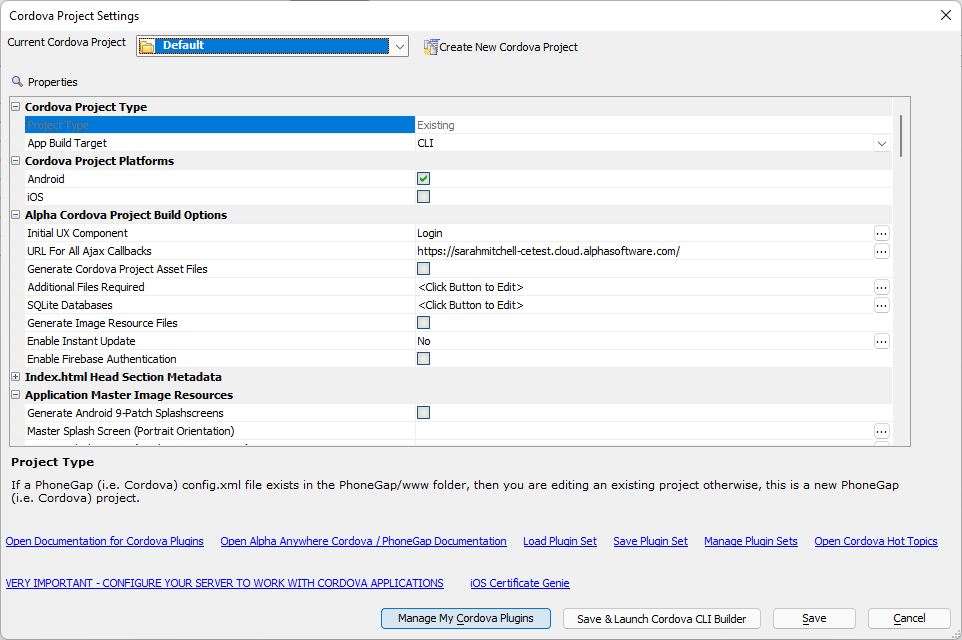 Cordova Project Settings
Current Cordova Project Default Create New Cordova Project
Properties
Cordova Project Type
Project Type Existing
App Build Target CLI
Cordova Project Platforms
Android
iOS
Alpha Cordova Project Build Options
Initial UX Component Login ...
URL For All Ajax Callbacks https://sarahmitchell-cetest.cloud.alphasoftware.com/ ...
Generate Cordova Project Asset Files
Additional Files Required <Click Button to Edit> ...
SQLite Databases <Click Button to Edit> ...
Generate Image Resource Files
Enable Instant Update No ...
Enable Firebase Authentication
Index.html Head Section Metadata
Application Master Image Resources
Generate Android 9-Patch Splashscreens
Master Splash Screen (Portrait Orientation) ...
Project Type
If a PhoneGap (i.e. Cordova) config.xml file exists in the PhoneGap/www folder, then you are editing an existing project otherwise, this is a new PhoneGap
(i.e. Cordova) project.
Open Documentation for Cordova Plugins Open Alpha Anywhere Cordova / PhoneGap Documentation Load Plugin Set Save Plugin Set Manage Plugin Sets Open Cordova Hot Topics
VERY IMPORTANT - CONFIGURE YOUR SERVER TO WORK WITH CORDOVA APPLICATIONS iOS Certificate Genie
Manage My Cordova Plugins Save & Launch Cordova CLI Builder Save Cancel